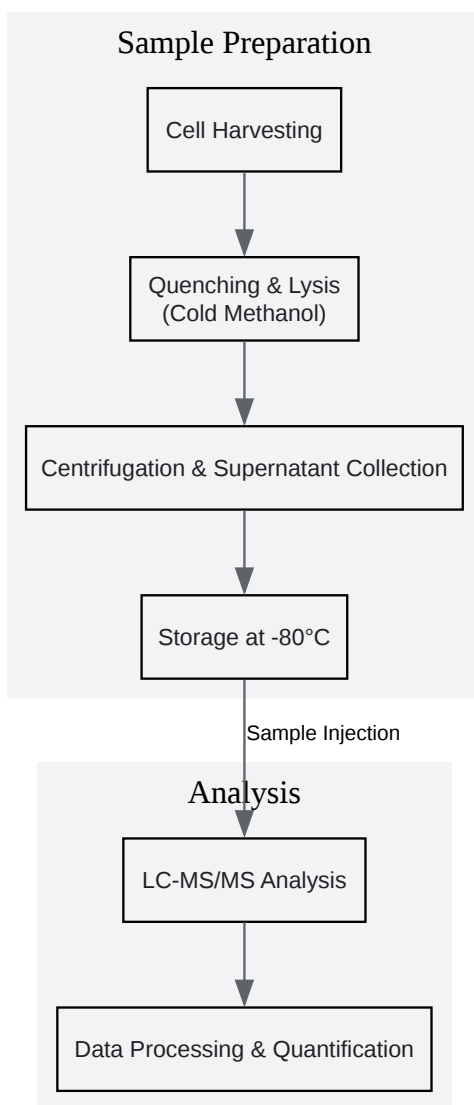 Sample Preparation
Cell Harvesting
Quenching & Lysis
(Cold Methanol)
Centrifugation & Supernatant Collection
Storage at -80°C
Sample Injection
Analysis
LC-MS/MS Analysis
Data Processing & Quantification